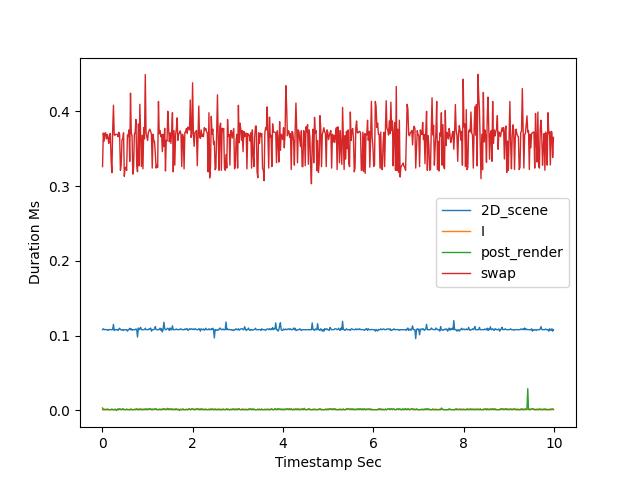 0.4
0.3
0.2
0.1
0.0
Duration Ms
2D_scene
I
post_render
swap
0 2 4 6 8 10
Timestamp Sec